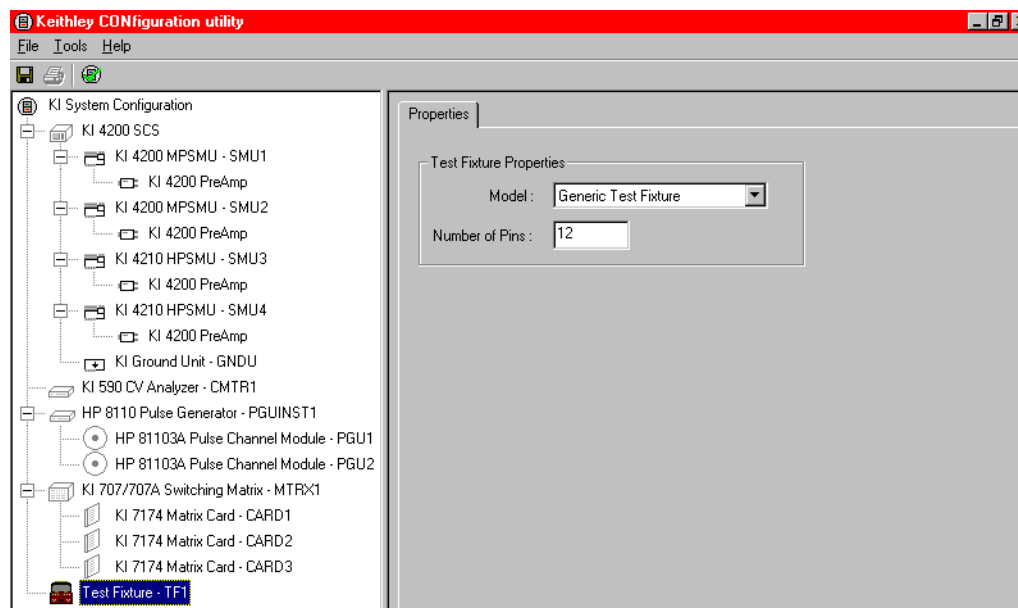 Keithley CONfiguration utility
File Tools Help
KI System Configuration
KI 4200 SCS
KI 4200 MPSMU - SMU1
KI 4200 PreAmp
KI 4200 MPSMU - SMU2
KI 4200 PreAmp
KI 4210 HPSMU - SMU3
KI 4200 PreAmp
KI 4210 HPSMU - SMU4
KI 4200 PreAmp
KI Ground Unit - GNDU
KI 590 CV Analyzer - CMTR1
HP 8110 Pulse Generator - PGUINST1
HP 81103A Pulse Channel Module - PGU1
HP 81103A Pulse Channel Module - PGU2
KI 707/707A Switching Matrix - MTRX1
KI 7174 Matrix Card - CARD1
KI 7174 Matrix Card - CARD2
KI 7174 Matrix Card - CARD3
Test Fixture - TF1
Properties
Test Fixture Properties
Model : Generic Test Fixture
Number of Pins : 12